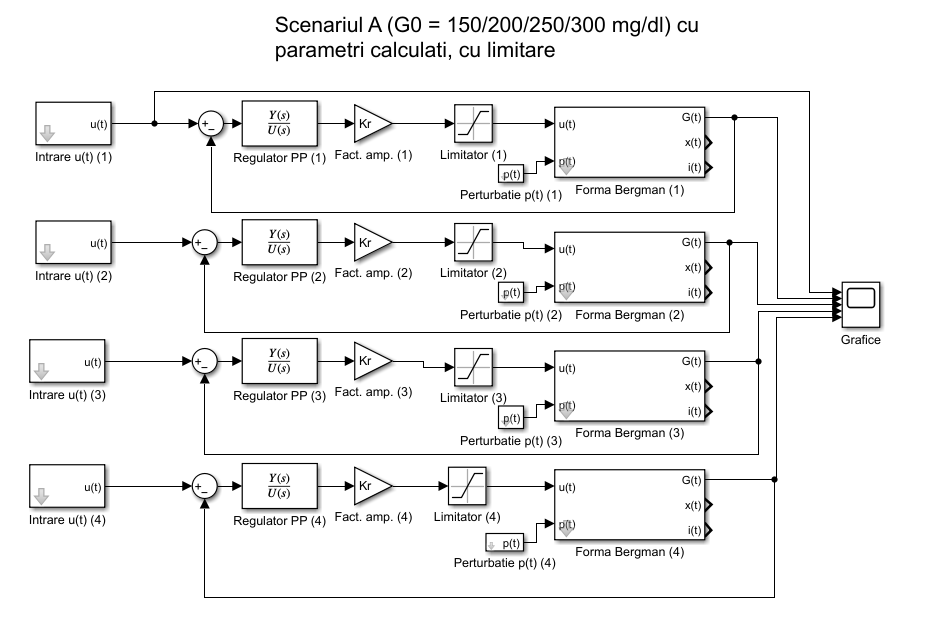 Scenariul A (G0 = 150/200/250/300 mg/dl) cu
parametri calculati, cu limitare
u(t)
Intrare u(t) (1)
+
−
Y(s)
U(s)
Regulator PP (1)
Kr
Fact. amp. (1)
Limitator (1)
p(t)
Perturbatie p(t) (1)
u(t)
p(t)
G(t)
x(t)
i(t)
Forma Bergman (1)
u(t)
Intrare u(t) (2)
+
−
Y(s)
U(s)
Regulator PP (2)
Kr
Fact. amp. (2)
Limitator (2)
p(t)
Perturbatie p(t) (2)
u(t)
p(t)
G(t)
x(t)
i(t)
Forma Bergman (2)
Grafice
u(t)
Intrare u(t) (3)
+
−
Y(s)
U(s)
Regulator PP (3)
Kr
Fact. amp. (3)
Limitator (3)
p(t)
Perturbatie p(t) (3)
u(t)
p(t)
G(t)
x(t)
i(t)
Forma Bergman (3)
u(t)
Intrare u(t) (4)
+
−
Y(s)
U(s)
Regulator PP (4)
Kr
Fact. amp. (4)
Limitator (4)
p(t)
Perturbatie p(t) (4)
u(t)
p(t)
G(t)
x(t)
i(t)
Forma Bergman (4)